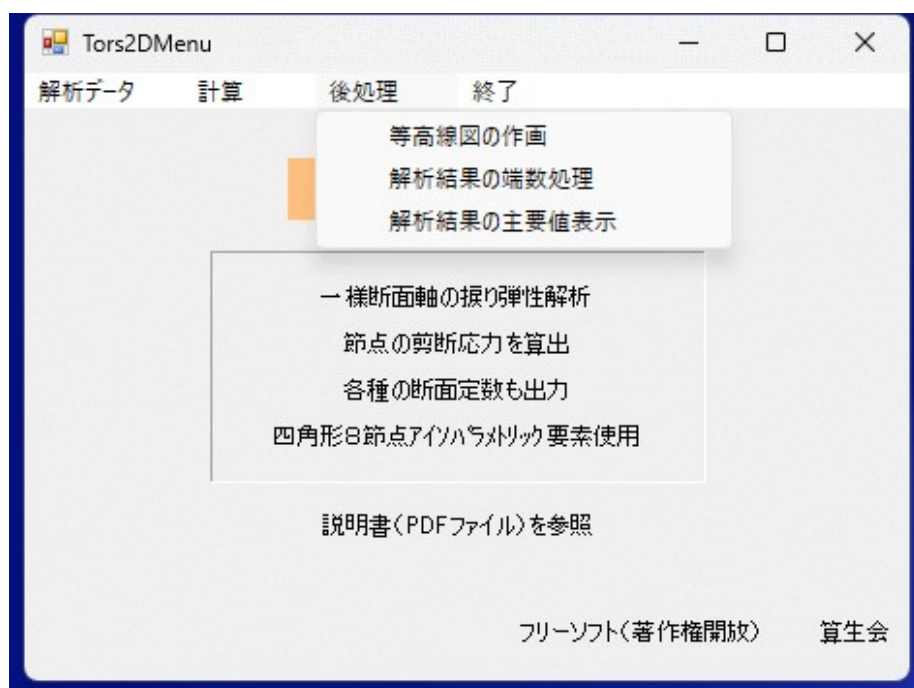 Tors2DMenu
解析データ 計算 後処理 終了
等高線図の作画
解析結果の端数処理
解析結果の主要値表示
一様断面軸の捩り弾性解析
節点の剪断応力を算出
各種の断面定数も出力
四角形8節点アイソパラメトリック要素使用
説明書(PDFファイル)を参照
フリーソフト(著作権開放) 算生会